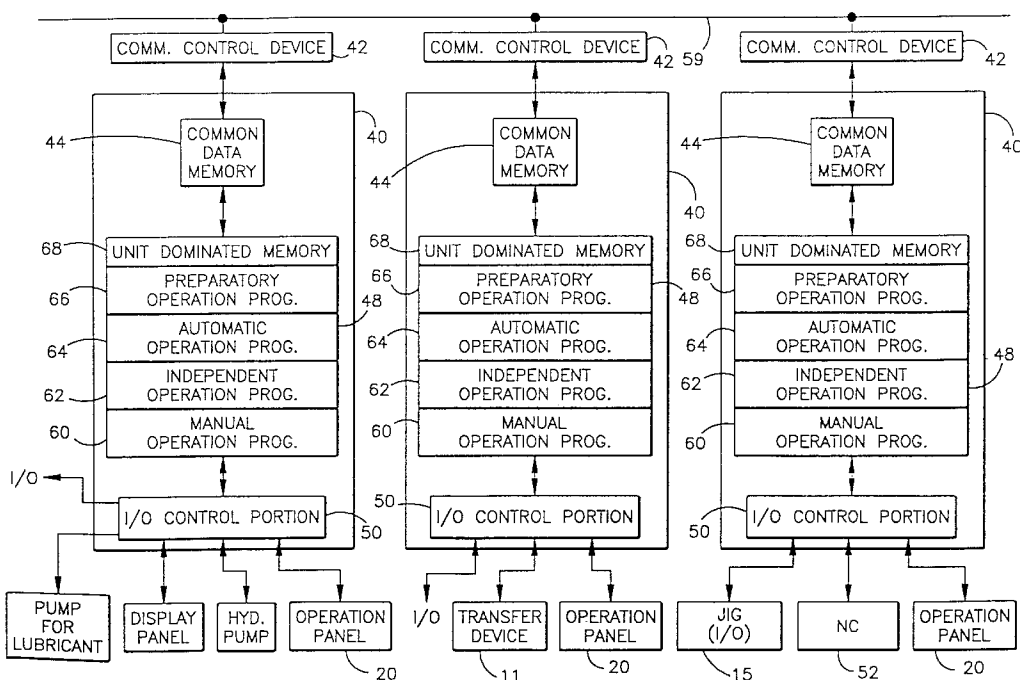 COMM. CONTROL DEVICE
42
COMM. CONTROL DEVICE
42
59
COMM. CONTROL DEVICE
42
44
COMMON
DATA
MEMORY
40
44
COMMON
DATA
MEMORY
40
44
COMMON
DATA
MEMORY
40
68
UNIT DOMINATED MEMORY
66
PREPARATORY
OPERATION PROG.
48
64
AUTOMATIC
OPERATION PROG.
62
INDEPENDENT
OPERATION PROG.
60
MANUAL
OPERATION PROG.
68
UNIT DOMINATED MEMORY
66
PREPARATORY
OPERATION PROG.
48
64
AUTOMATIC
OPERATION PROG.
62
INDEPENDENT
OPERATION PROG.
60
MANUAL
OPERATION PROG.
68
UNIT DOMINATED MEMORY
66
PREPARATORY
OPERATION PROG.
64
AUTOMATIC
OPERATION PROG.
48
62
INDEPENDENT
OPERATION PROG.
60
MANUAL
OPERATION PROG.
I/O
I/O CONTROL PORTION
50
50
I/O CONTROL PORTION
50
I/O CONTROL PORTION
PUMP
FOR
LUBRICANT
DISPLAY
PANEL
HYD.
PUMP
OPERATION
PANEL
20
I/O
TRANSFER
DEVICE
11
OPERATION
PANEL
20
JIG
(I/O)
15
NC
52
OPERATION
PANEL
20